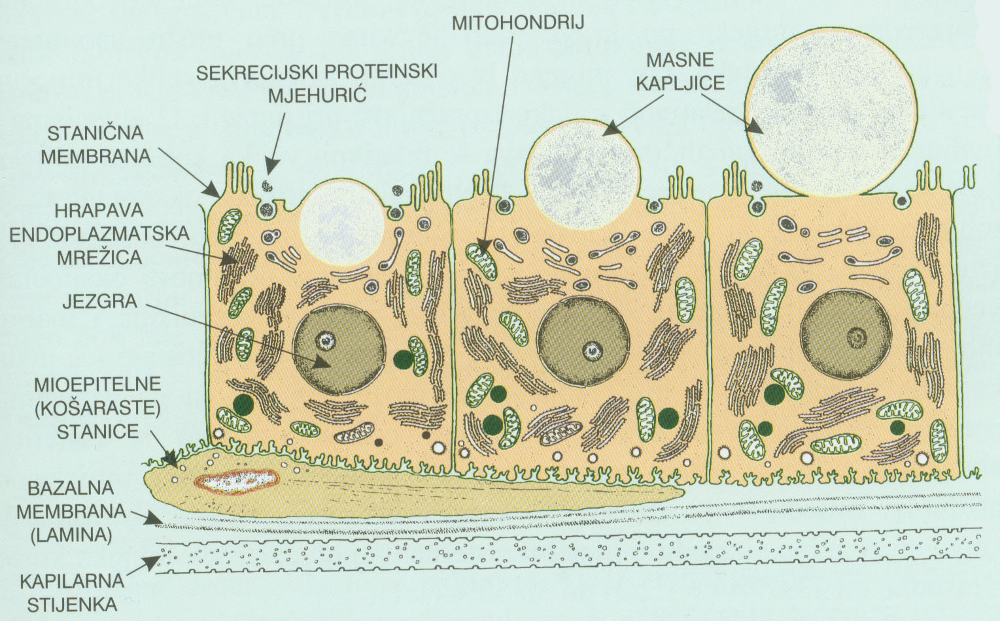 MITOHONDRIJ
MASNE
KAPLJICE
SEKRECIJSKI PROTEINSKI
MJEHURIĆ
STANIČNA
MEMBRANA
HRAPAVA
ENDOPLAZMATSKA
MREŽICA
JEZGRA
MIOEPITELNE
(KOŠARASTE)
STANICE
BAZALNA
MEMBRANA
(LAMINA)
KAPILARNA
STIJENKA